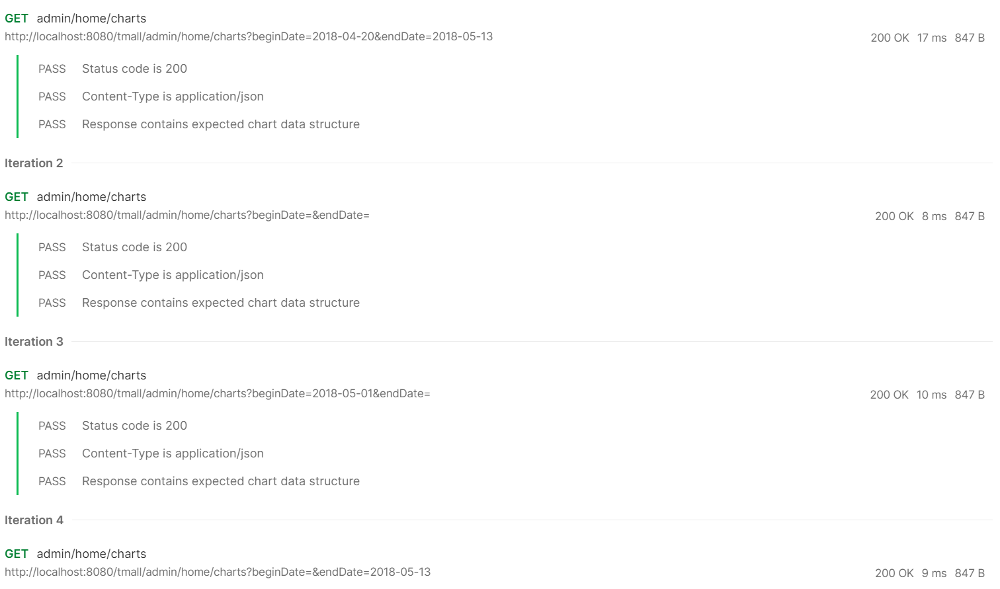 GET admin/home/charts
http://localhost:8080/tmall/admin/home/charts?beginDate=2018-04-20&endDate=2018-05-13 200 OK 17 ms 847 B
PASS Status code is 200
PASS Content-Type is application/json
PASS Response contains expected chart data structure
Iteration 2
GET admin/home/charts
http://localhost:8080/tmall/admin/home/charts?beginDate=&endDate= 200 OK 8 ms 847 B
PASS Status code is 200
PASS Content-Type is application/json
PASS Response contains expected chart data structure
Iteration 3
GET admin/home/charts
http://localhost:8080/tmall/admin/home/charts?beginDate=2018-05-01&endDate= 200 OK 10 ms 847 B
PASS Status code is 200
PASS Content-Type is application/json
PASS Response contains expected chart data structure
Iteration 4
GET admin/home/charts
http://localhost:8080/tmall/admin/home/charts?beginDate=&endDate=2018-05-13 200 OK 9 ms 847 B